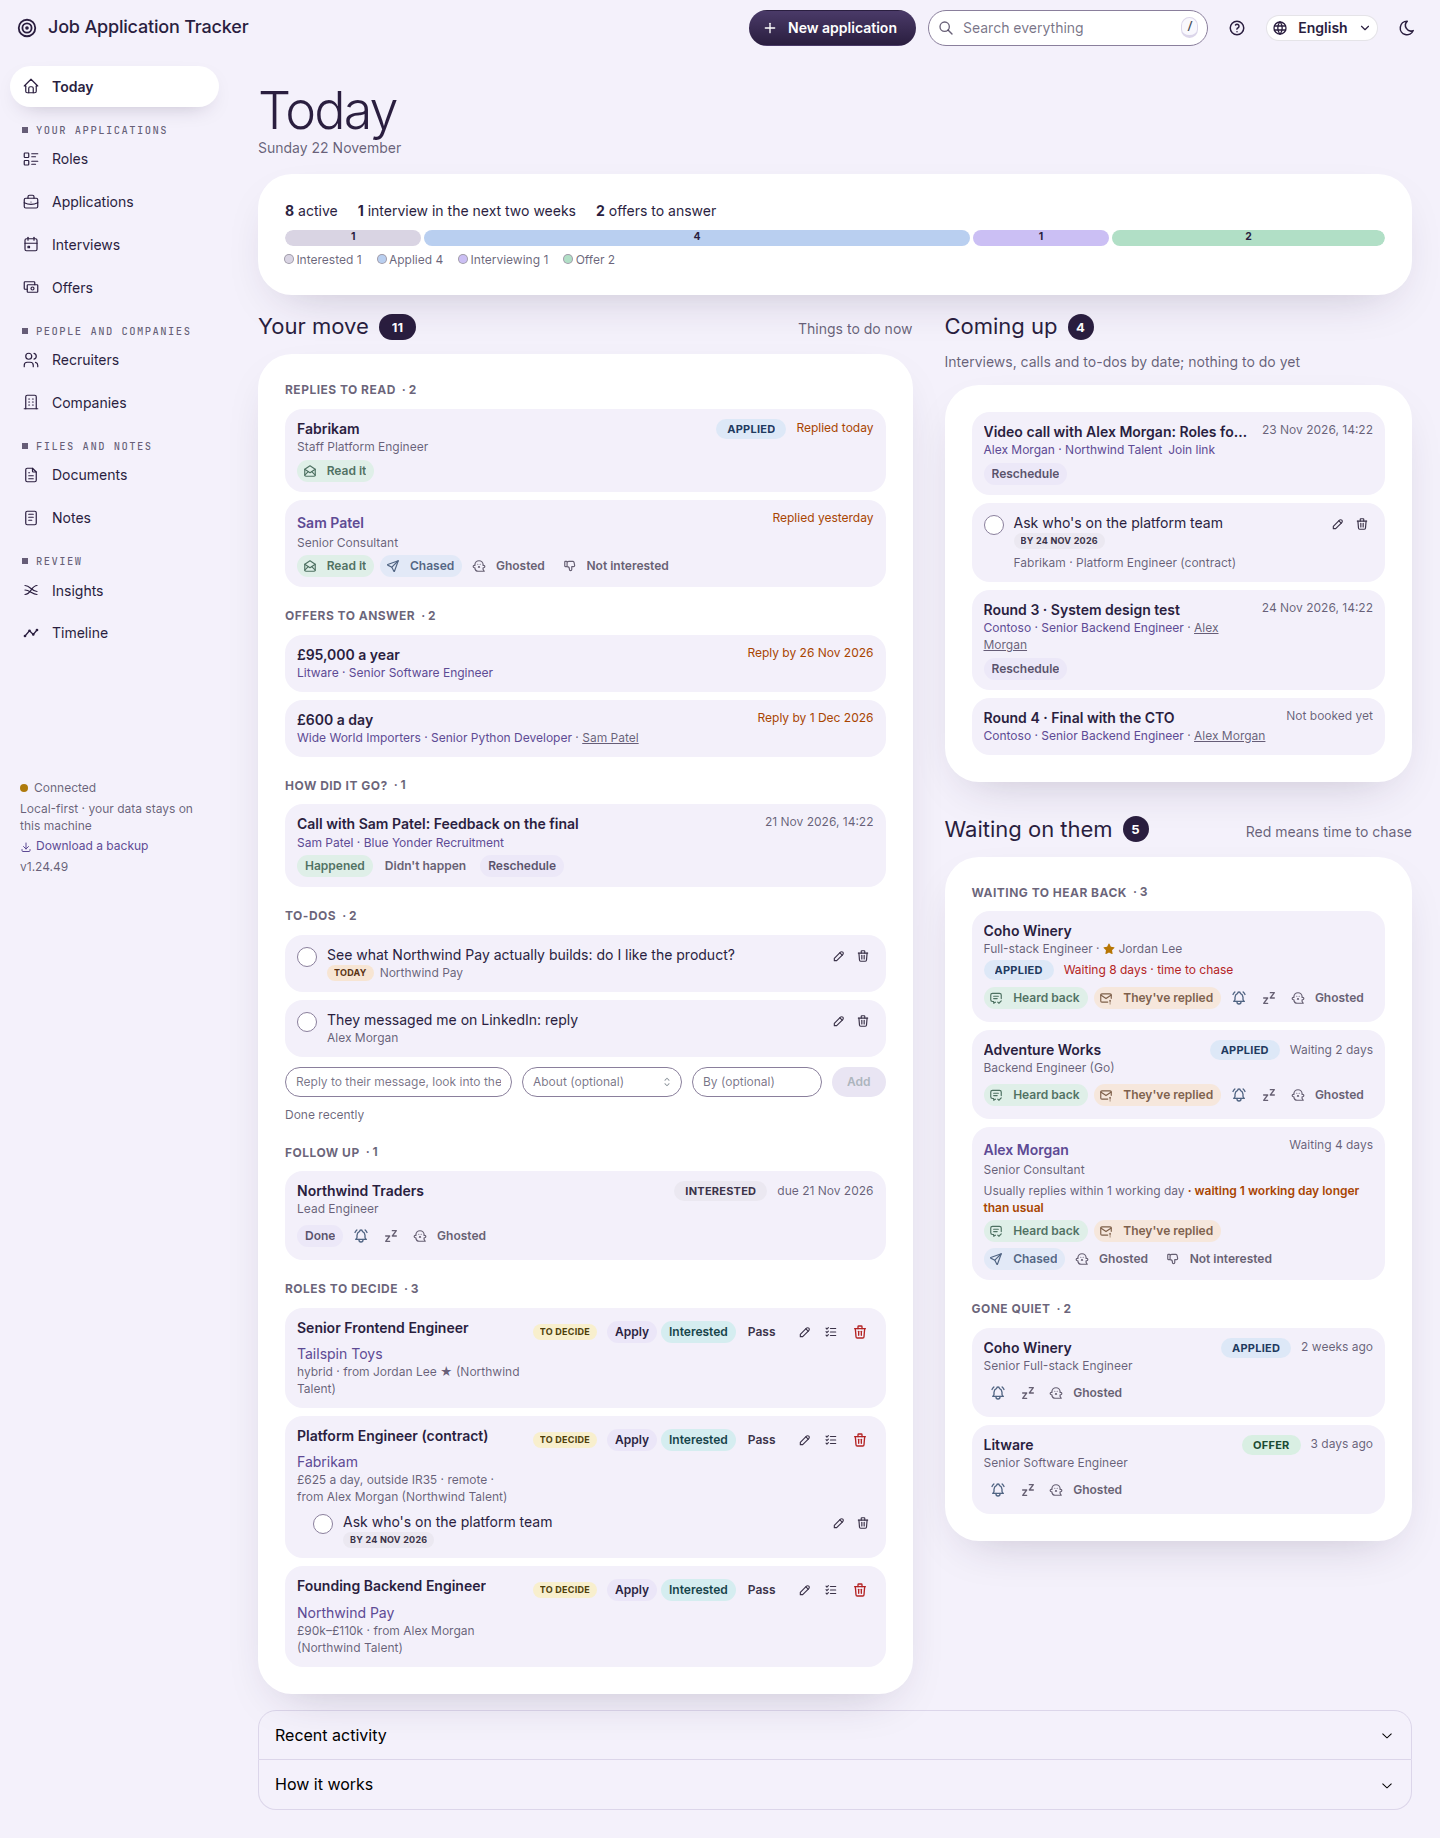 Job Application Tracker
New application
Search everything
/
English
Today
YOUR APPLICATIONS
Roles
Applications
Interviews
Offers
PEOPLE AND COMPANIES
Recruiters
Companies
FILES AND NOTES
Documents
Notes
REVIEW
Insights
Timeline
Connected
Local-first · your data stays on
this machine
Download a backup
v1.24.49
Today
Sunday 22 November
8 active 1 interview in the next two weeks 2 offers to answer
1 4 1 2
Interested 1 Applied 4 Interviewing 1 Offer 2
Your move 11 Things to do now
REPLIES TO READ · 2
Fabrikam APPLIED Replied today
Staff Platform Engineer
Read it
Sam Patel Replied yesterday
Senior Consultant
Read it Chased Ghosted Not interested
OFFERS TO ANSWER · 2
£95,000 a year Reply by 26 Nov 2026
Litware · Senior Software Engineer
£600 a day Reply by 1 Dec 2026
Wide World Importers · Senior Python Developer · Sam Patel
HOW DID IT GO? · 1
Call with Sam Patel: Feedback on the final 21 Nov 2026, 14:22
Sam Patel · Blue Yonder Recruitment
Happened Didn't happen Reschedule
TO-DOS · 2
See what Northwind Pay actually builds: do I like the product?
TODAY Northwind Pay
They messaged me on LinkedIn: reply
Alex Morgan
Reply to their message, look into the About (optional) By (optional) Add
Done recently
FOLLOW UP · 1
Northwind Traders INTERESTED due 21 Nov 2026
Lead Engineer
Done zZ Ghosted
ROLES TO DECIDE · 3
Senior Frontend Engineer TO DECIDE Apply Interested Pass
Tailspin Toys
hybrid · from Jordan Lee ★ (Northwind
Talent)
Platform Engineer (contract) TO DECIDE Apply Interested Pass
Fabrikam
£625 a day, outside IR35 · remote ·
from Alex Morgan (Northwind Talent)
Ask who's on the platform team
BY 24 NOV 2026
Founding Backend Engineer TO DECIDE Apply Interested Pass
Northwind Pay
£90k–£110k · from Alex Morgan
(Northwind Talent)
Coming up 4
Interviews, calls and to-dos by date; nothing to do yet
Video call with Alex Morgan: Roles fo... 23 Nov 2026, 14:22
Alex Morgan · Northwind Talent Join link
Reschedule
Ask who's on the platform team
BY 24 NOV 2026
Fabrikam · Platform Engineer (contract)
Round 3 · System design test 24 Nov 2026, 14:22
Contoso · Senior Backend Engineer · Alex
Morgan
Reschedule
Round 4 · Final with the CTO Not booked yet
Contoso · Senior Backend Engineer · Alex Morgan
Waiting on them 5 Red means time to chase
WAITING TO HEAR BACK · 3
Coho Winery
Full-stack Engineer · ★ Jordan Lee
APPLIED Waiting 8 days · time to chase
Heard back They've replied zZ Ghosted
Adventure Works APPLIED Waiting 2 days
Backend Engineer (Go)
Heard back They've replied zZ Ghosted
Alex Morgan Waiting 4 days
Senior Consultant
Usually replies within 1 working day · waiting 1 working day longer
than usual
Heard back They've replied
Chased Ghosted Not interested
GONE QUIET · 2
Coho Winery APPLIED 2 weeks ago
Senior Full-stack Engineer
zZ Ghosted
Litware OFFER 3 days ago
Senior Software Engineer
zZ Ghosted
Recent activity
How it works